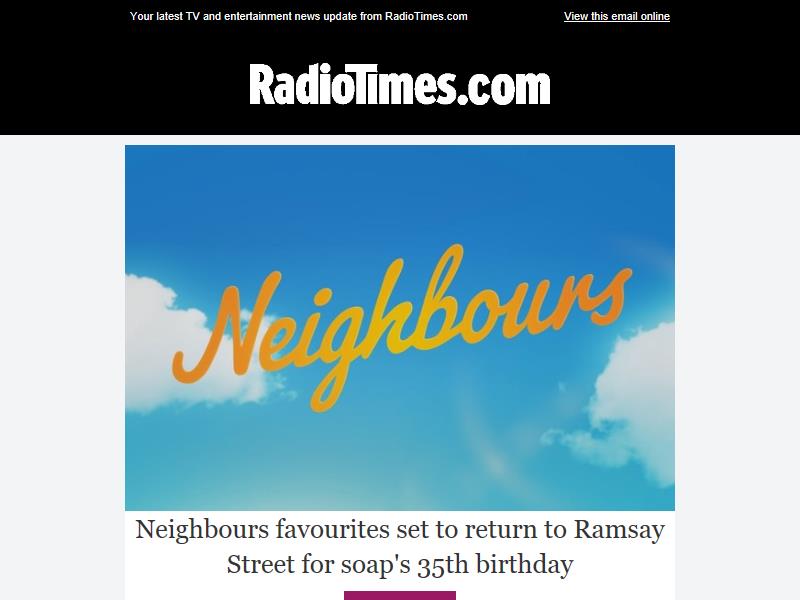 Your latest TV and entertainment news update from RadioTimes.com
View this email online
RadioTimes.com
Neighbours
Neighbours favourites set to return to Ramsay
Street for soap's 35th birthday